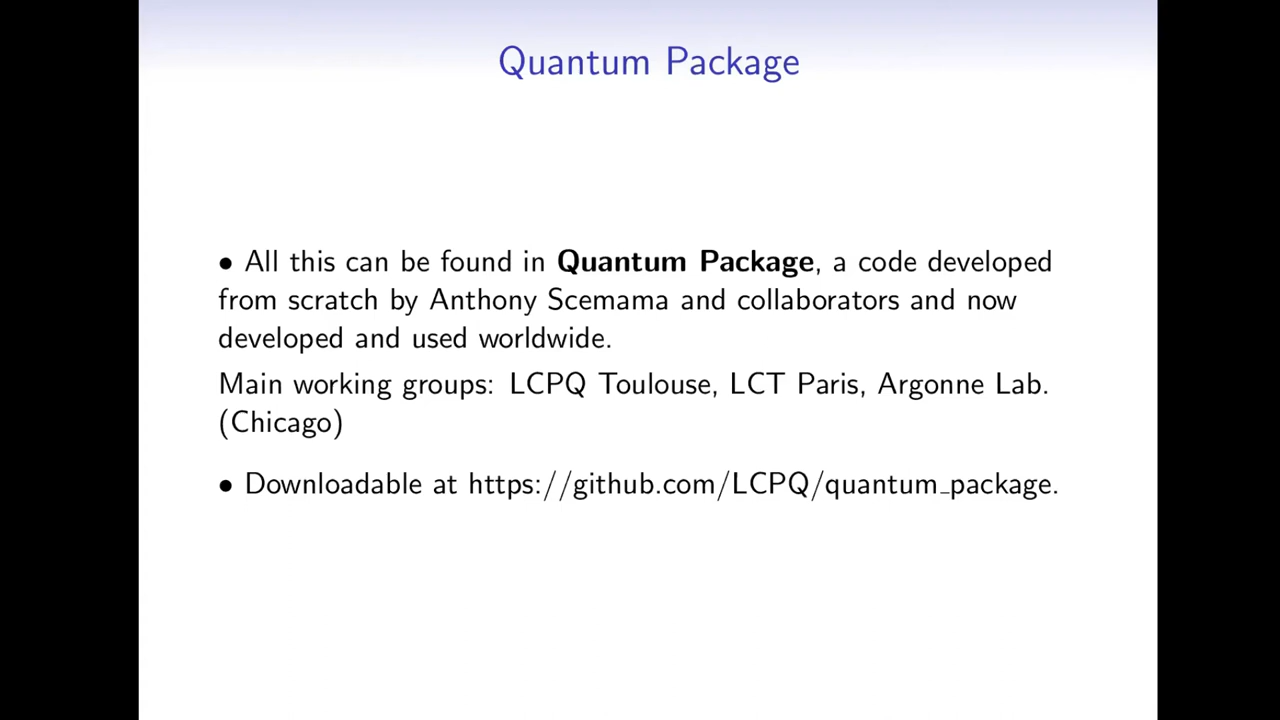 Quantum Package
• All this can be found in Quantum Package, a code developed
from scratch by Anthony Scemama and collaborators and now
developed and used worldwide.
Main working groups: LCPQ Toulouse, LCT Paris, Argonne Lab.
(Chicago)
• Downloadable at https://github.com/LCPQ/quantum_package.